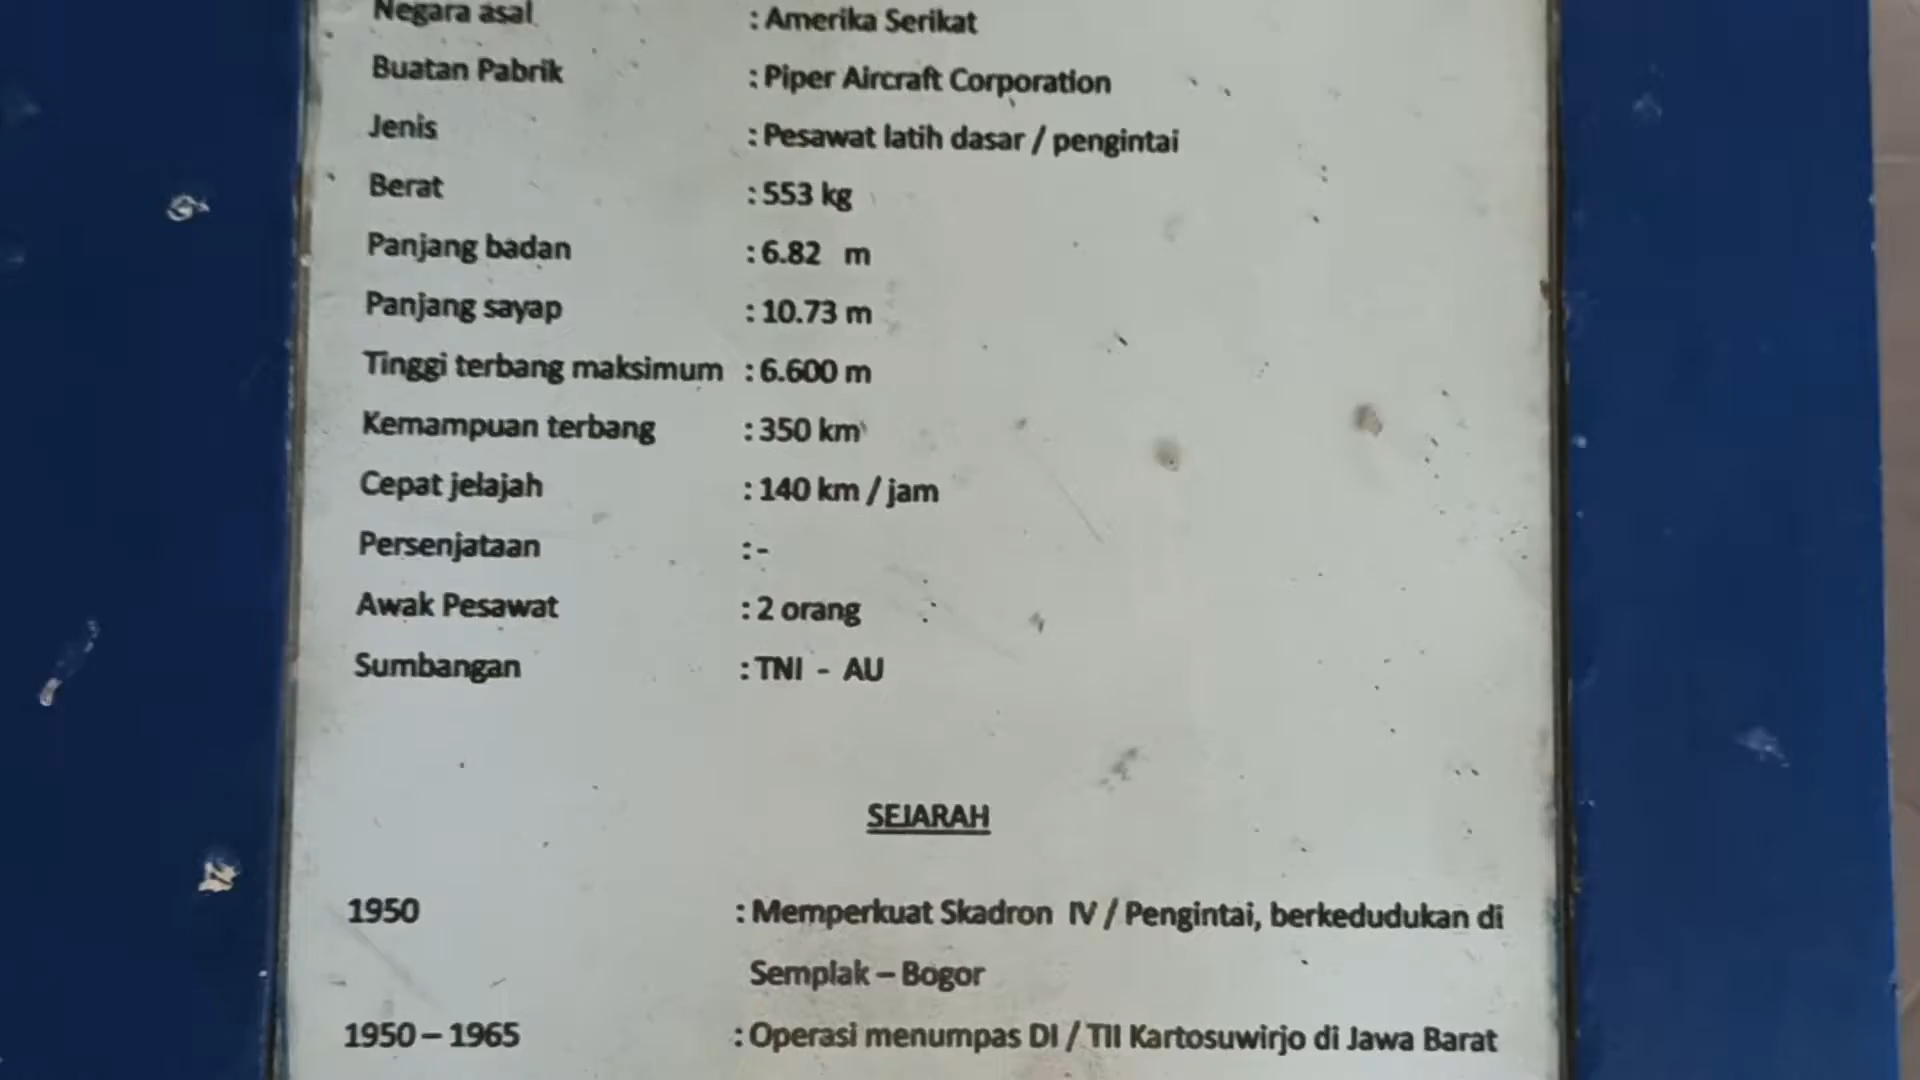 Negara asal : Amerika Serikat
Buatan Pabrik : Piper Aircraft Corporation
Jenis : Pesawat latih dasar / pengintai
Berat : 553 kg
Panjang badan : 6.82 m
Panjang sayap : 10.73 m
Tinggi terbang maksimum : 6.600 m
Kemampuan terbang : 350 km
Cepat jelajah : 140 km / jam
Persenjataan : -
Awak Pesawat : 2 orang
Sumbangan : TNI - AU
SEJARAH
1950 : Memperkuat Skadron IV / Pengintai, berkedudukan di
Semplak – Bogor
1950 – 1965 : Operasi menumpas DI / TII Kartosuwirjo di Jawa Barat